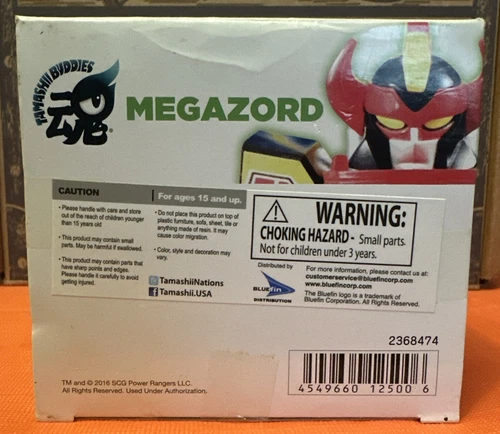 TAMASHII BUDDIES
MEGAZORD
CAUTION
For ages 15 and up.
・Please handle with care and store
out of the reach of children younger
than 15 years old
・This product may contain small
parts. May be harmful if swallowed.
・This product may contain parts that
have sharp points and edges.
Please handle it carefully to avoid
getting injured.
・Do not place this product on top of
plastic furniture, sofa, sheet, tile or
anything made of resin. It may
cause color migration.
・Color, style and decoration may
vary.
TamashiiNations
Tamashii.USA
WARNING:
CHOKING HAZARD - Small parts.
Not for children under 3 years.
Distributed by
BLUEfin
DISTRIBUTION
For more information, please contact us at:
customerservice@bluefincorp.com
www.bluefincorp.com
The Bluefin logo is a trademark of
Bluefin Corporation. All Rights Reserved.
2368474
TM and © 2016 SCG Power Rangers LLC.
All Rights Reserved. Used Under Authorization.
4549660 12500 6